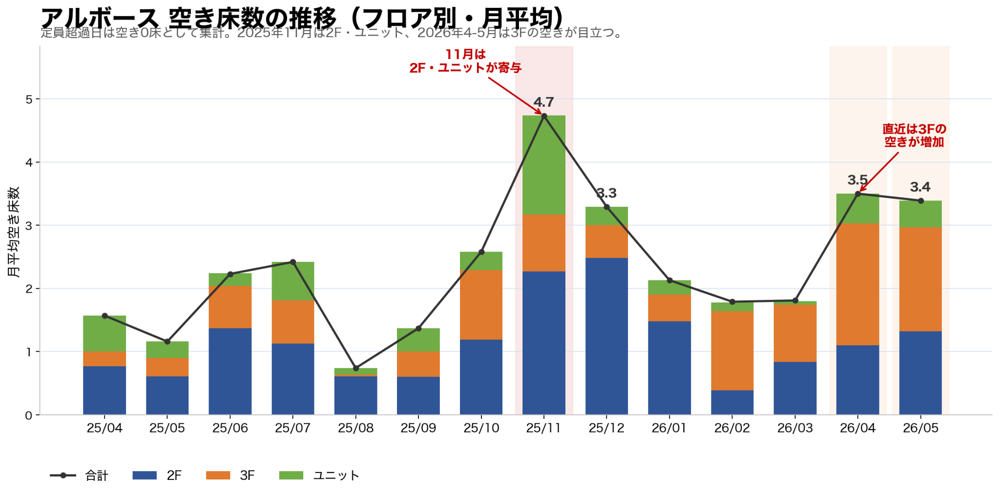 アルボース 空き床数の推移（フロア別・月平均）
定員超過日は空き0床として集計。2025年11月は2F・ユニット、2026年4-5月は3Fの空きが目立つ。
11月は
2F・ユニットが寄与
4.7
直近は3Fの
空きが増加
3.3
3.5
3.4
月平均空き床数
5
4
3
2
1
0
25/04 25/05 25/06 25/07 25/08 25/09 25/10 25/11 25/12 26/01 26/02 26/03 26/04 26/05
合計 2F 3F ユニット